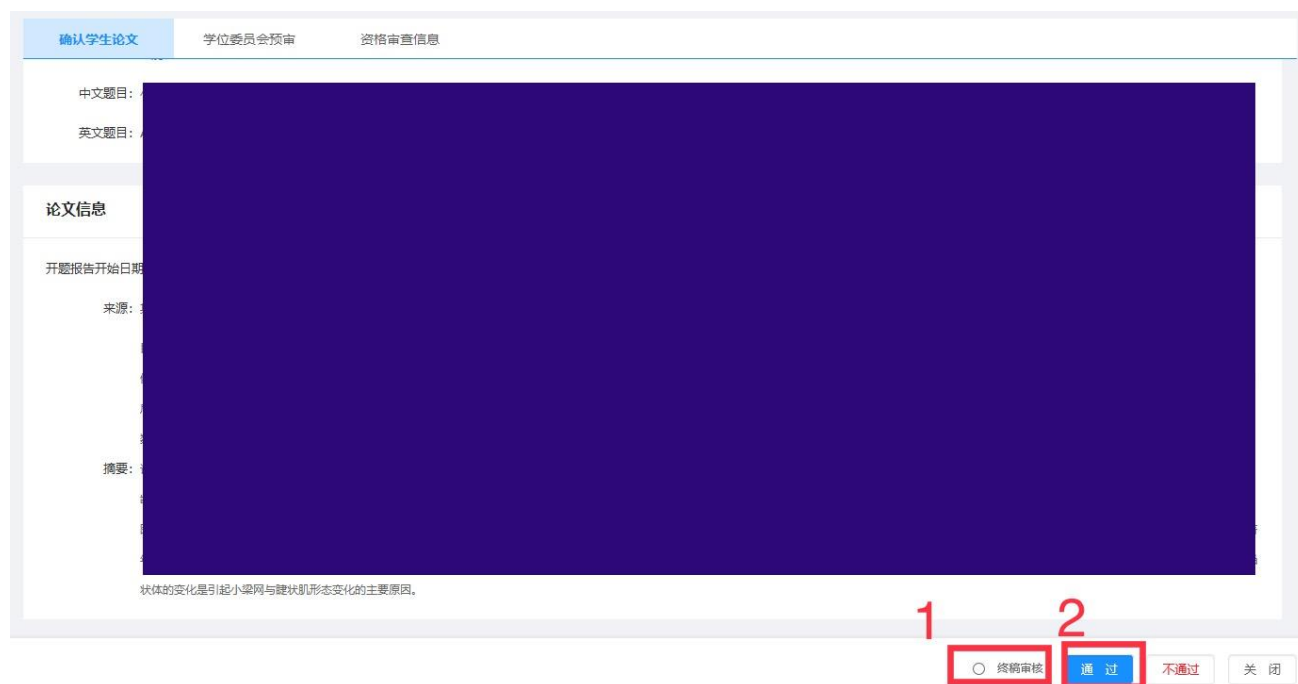 确认学生论文 学位委员会预审 资格审查信息
中文题目:
英文题目:
论文信息
开题报告开始日期
来源:
摘要:
状体的变化是引起小梁网与睫状肌形态变化的主要原因。
1 2
终稿审核 通 过 不通过 关 闭